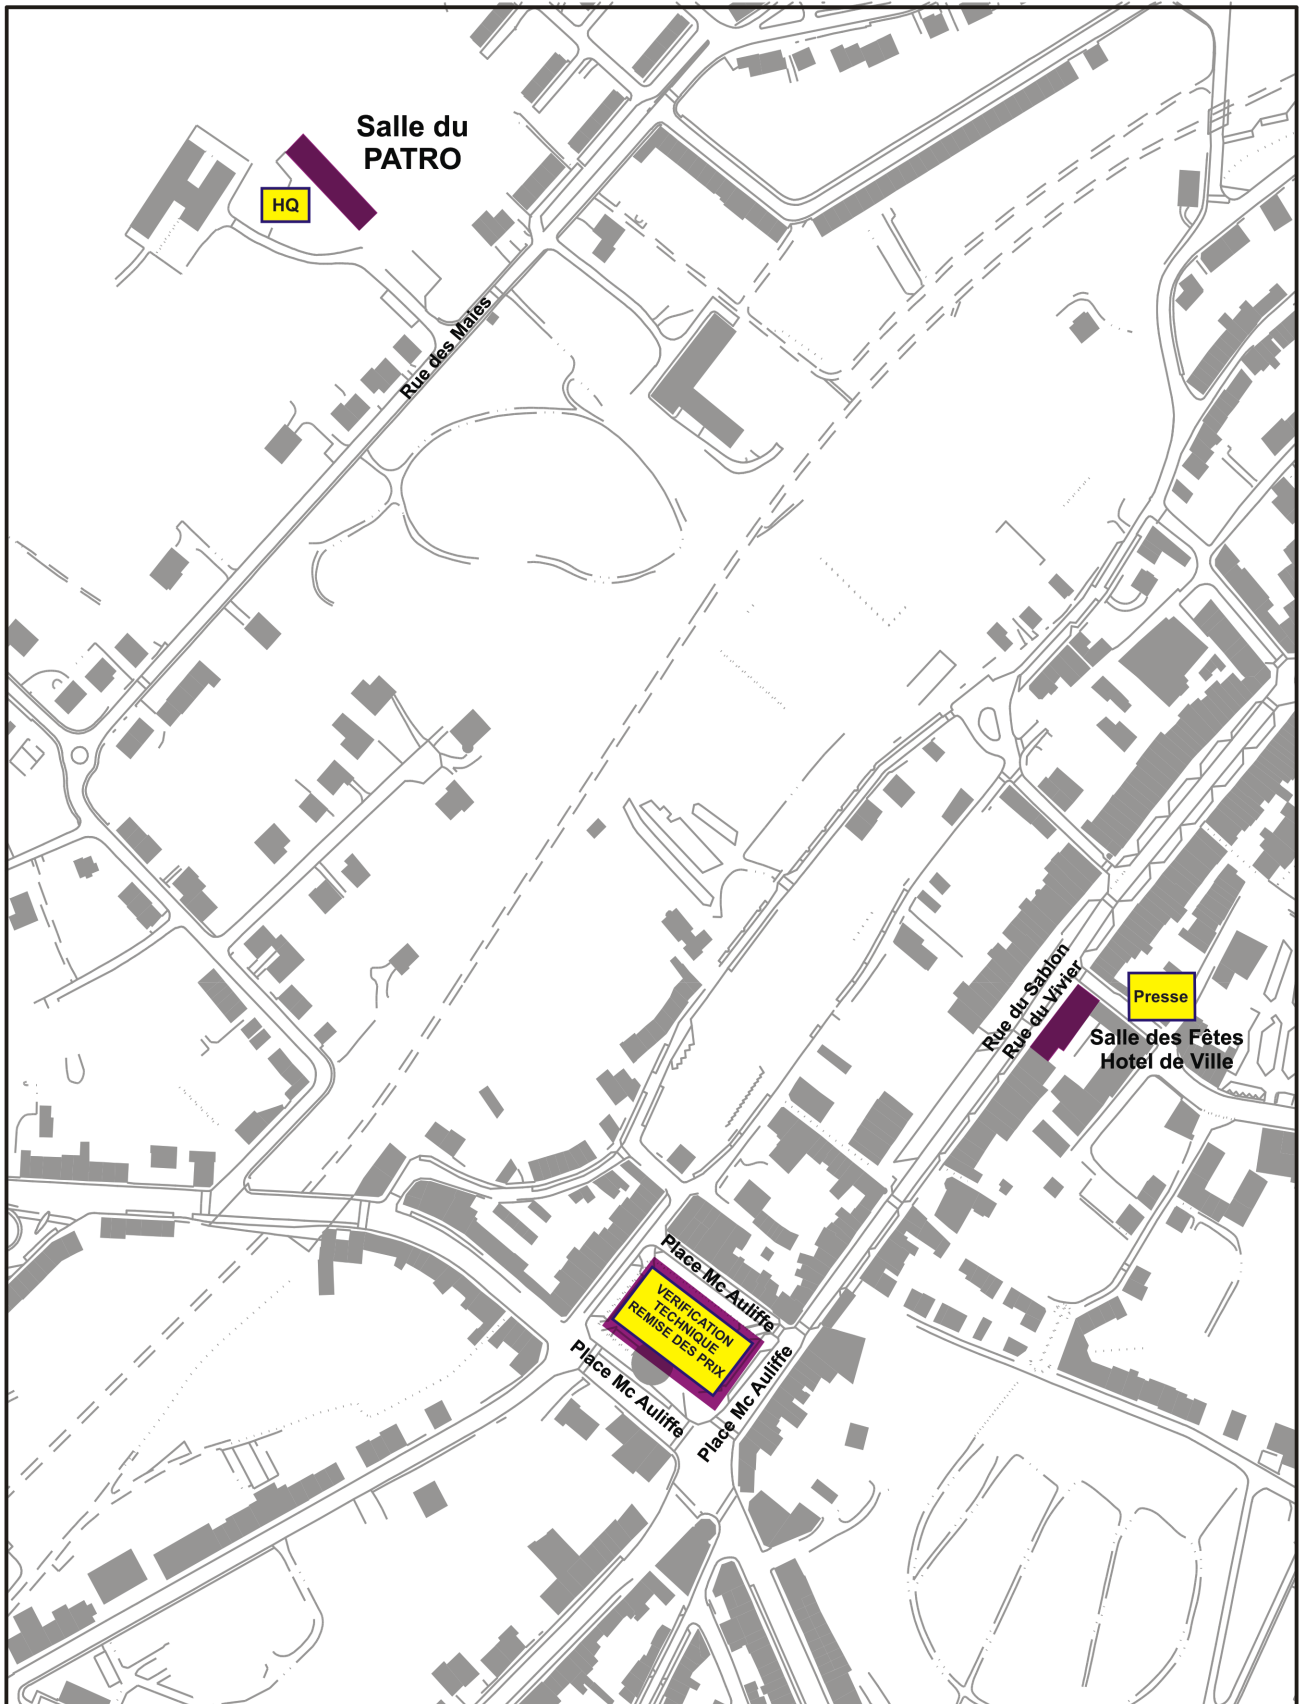 Salle du
PATRO
HQ
Rue des Maies
Rue du Sablon
Rue du Vivier
Presse
Salle des Fêtes
Hotel de Ville
Place Mc Auliffe
VERIFICATION
TECHNIQUE
REMISE DES PRIX
Place Mc Auliffe
Place Mc Auliffe